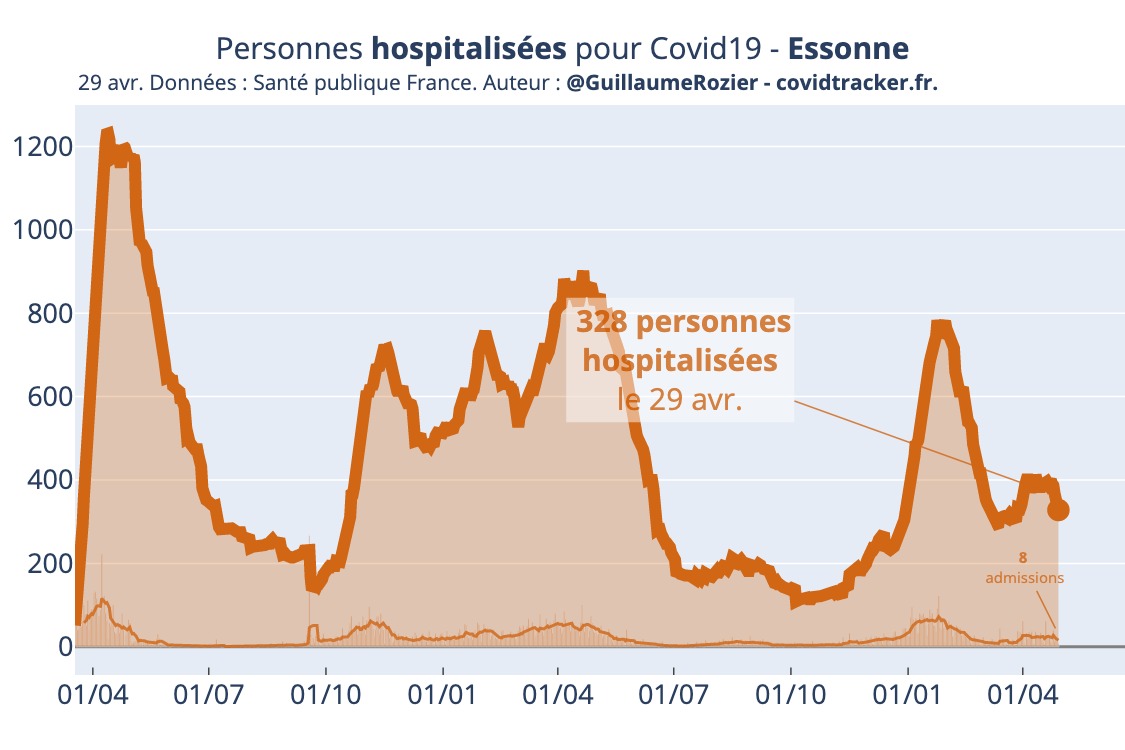 Personnes hospitalisées pour Covid19 - Essonne
29 avr. Données : Santé publique France. Auteur : @GuillaumeRozier - covidtracker.fr.
1200
1000
800
600
400
200
0
328 personnes
hospitalisées
le 29 avr.
8
admissions
01/04 01/07 01/10 01/01 01/04 01/07 01/10 01/01 01/04